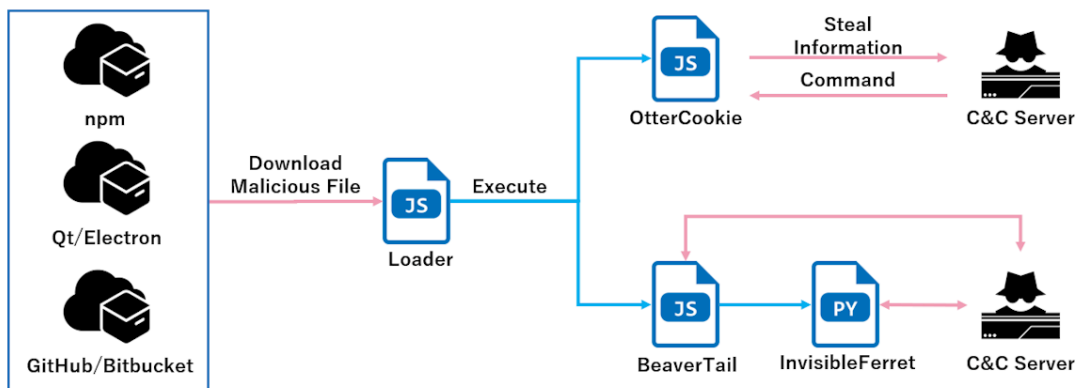 npm
Qt/Electron
GitHub/Bitbucket
Download
Malicious File
JS
Loader
Execute
JS
OtterCookie
Steal
Information
Command
C&C Server
JS
BeaverTail
PY
InvisibleFerret
C&C Server